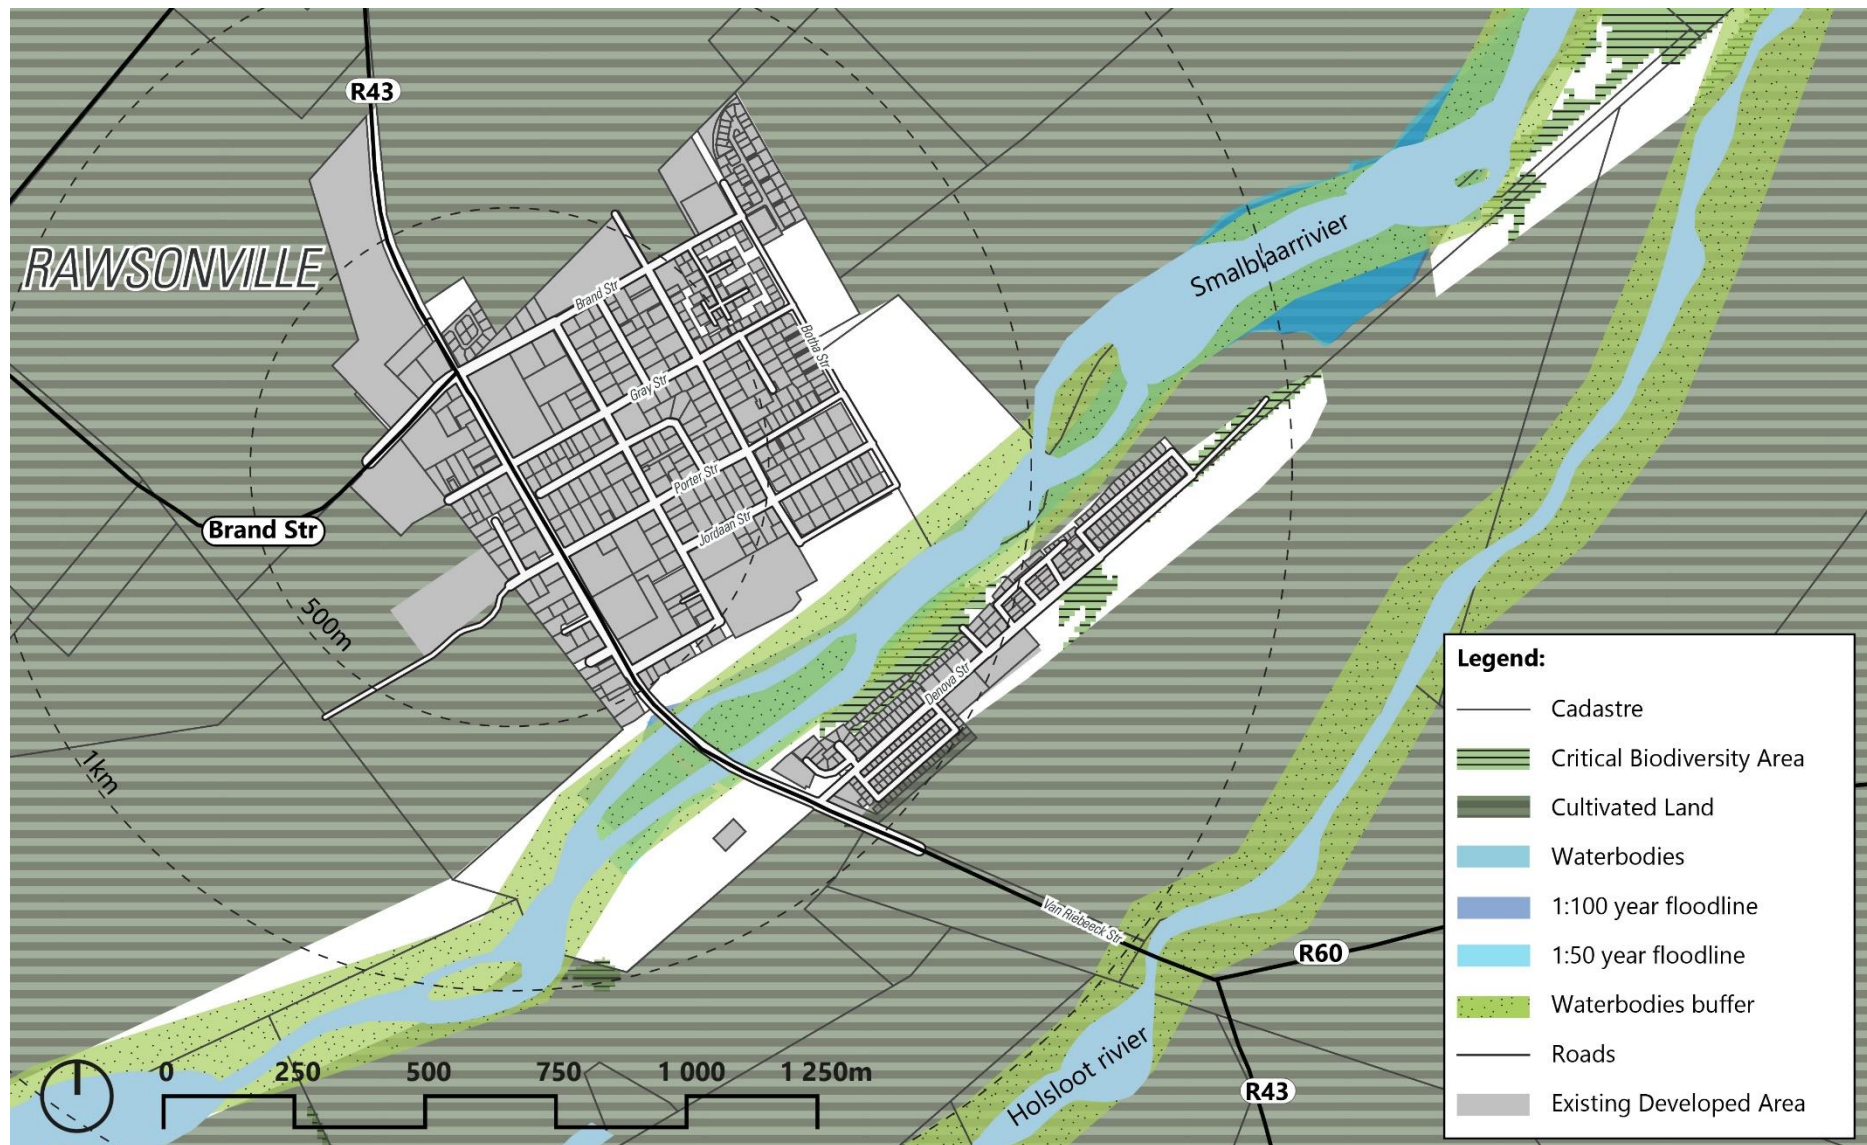 R43
RAWSONVILLE
Smalblaarrivier
Brand Str
Botha Str
Gray Str
Porter Str
Jordaan Str
Brand Str
500m
Denova Str
1km
Van Riebeeck Str
R60
R43
Holsloot rivier
0 250 500 750 1 000 1 250m
Legend:
Cadastre
Critical Biodiversity Area
Cultivated Land
Waterbodies
1:100 year floodline
1:50 year floodline
Waterbodies buffer
Roads
Existing Developed Area